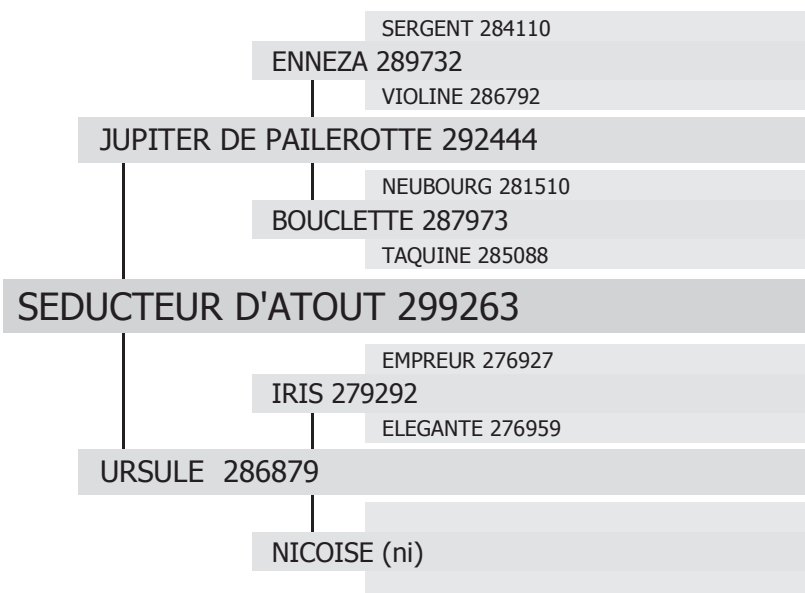 SERGENT 284110
ENNEZA 289732
VIOLINE 286792
JUPITER DE PAILEROTTE 292444
NEUBOURG 281510
BOUCLETTE 287973
TAQUINE 285088
SEDUCTEUR D'ATOUT 299263
EMPREUR 276927
IRIS 279292
ELEGANTE 276959
URSULE 286879
NICOISE (ni)